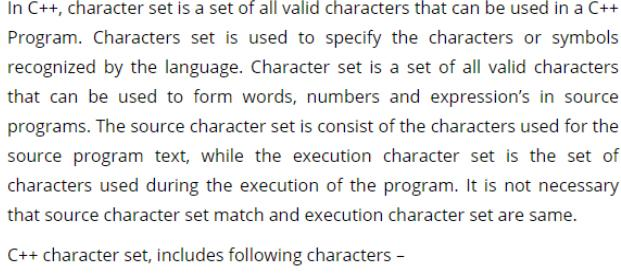 In C++, character set is a set of all valid characters that can be used in a C++
Program. Characters set is used to specify the characters or symbols
recognized by the language. Character set is a set of all valid characters
that can be used to form words, numbers and expression's in source
programs. The source character set is consist of the characters used for the
source program text, while the execution character set is the set of
characters used during the execution of the program. It is not necessary
that source character set match and execution character set are same.
C++ character set, includes following characters –